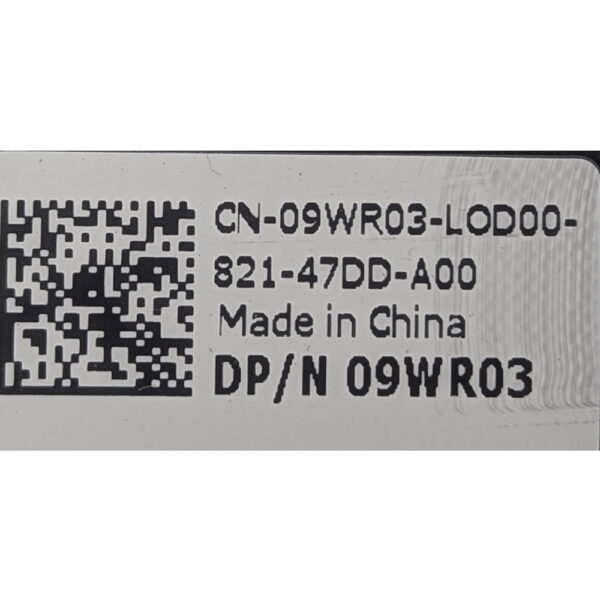 CN-09WR03-LOD00-
821-47DD-A00
Made in China
DP/N 09WR03